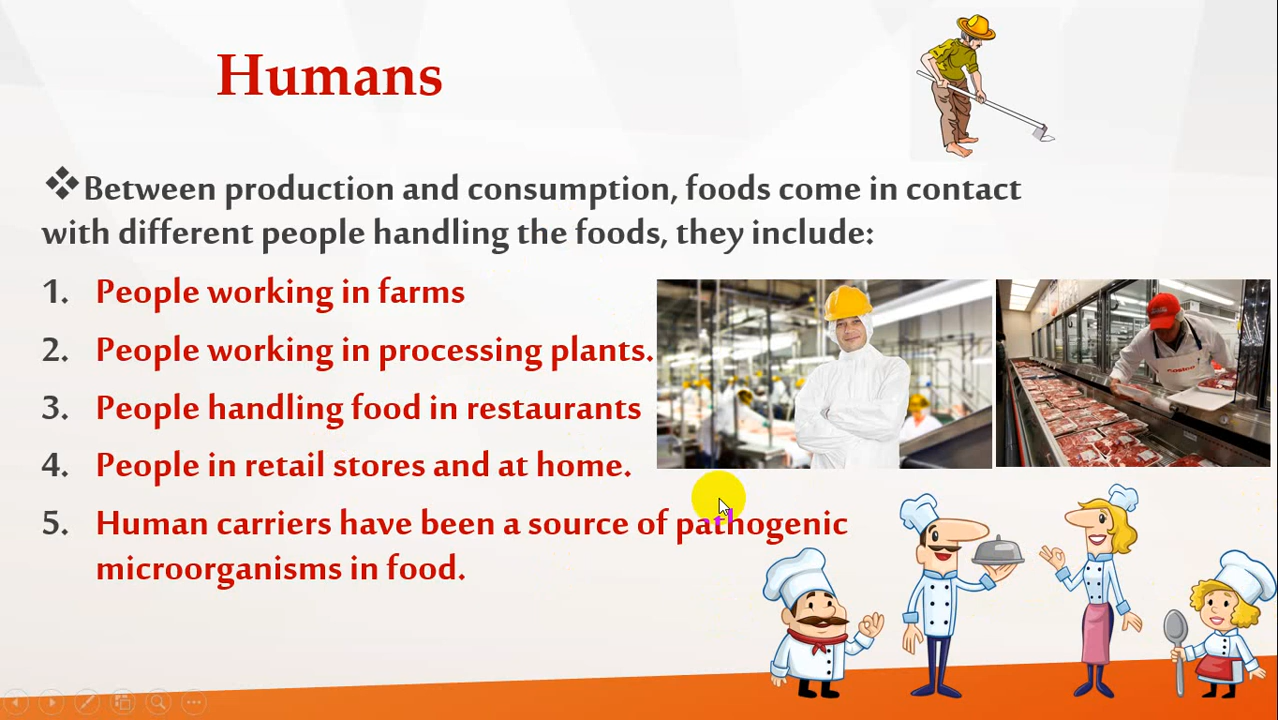 Humans
❖Between production and consumption, foods come in contact
with different people handling the foods, they include:
1. People working in farms
2. People working in processing plants.
3. People handling food in restaurants
4. People in retail stores and at home.
5. Human carriers have been a source of pathogenic
microorganisms in food.